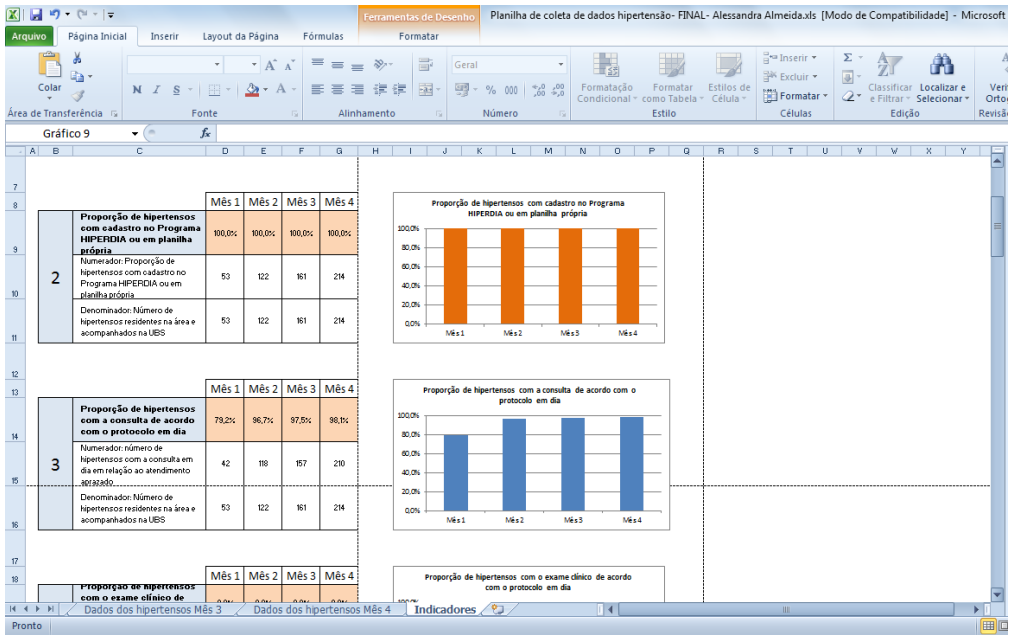 Ferramentas de Desenho
Planilha de coleta de dados hipertensão- FINAL- Alessandra Almeida.xls [Modo de Compatibilidade] - Microsoft
Arquivo Página Inicial Inserir Layout da Página Fórmulas Formatar
Colar
N I S
A A
Geral
% 000
Formatação Condicional
Formatar como Tabela
Estilos de Célula
Inserir
Excluir
Formatar
Σ
Classificar e Filtrar
Localizar e Selecionar
Área de Transferência Fonte Alinhamento Número Estilo Células Edição
Gráfico 9 fx
A B C D E F G H I J K L M N O P Q R S T U V W X Y
7
8 Mês 1 Mês 2 Mês 3 Mês 4
9
2
Proporção de hipertensos
com cadastro no Programa
HIPERDIA ou em planilha
própria
100,0% 100,0% 100,0% 100,0%
10
Numerador: Proporção de
hipertensos com cadastro no
Programa HIPERDIA ou em
planilha própria
53 122 161 214
11
Denominador: Número de
hipertensos residentes na área e
acompanhados na UBS
53 122 161 214
Proporção de hipertensos com cadastro no Programa
HIPERDIA ou em planilha própria
100,0%
80,0%
60,0%
40,0%
20,0%
0,0%
Mês 1 Mês 2 Mês 3 Mês 4
12
13 Mês 1 Mês 2 Mês 3 Mês 4
14
3
Proporção de hipertensos
com a consulta de acordo
com o protocolo em dia
79,2% 96,7% 97,5% 98,1%
15
Numerador: número de
hipertensos com a consulta em
dia em relação ao atendimento
aprazado
42 118 157 210
16
Denominador: Número de
hipertensos residentes na área e
acompanhados na UBS
53 122 161 214
Proporção de hipertensos com a consulta de acordo com o
protocolo em dia
100,0%
80,0%
60,0%
40,0%
20,0%
0,0%
Mês 1 Mês 2 Mês 3 Mês 4
17
18 Mês 1 Mês 2 Mês 3 Mês 4
Proporção de hipertensos
com o exame clínico de
Proporção de hipertensos com o exame clínico de acordo
com o protocolo em dia
Dados dos hipertensos Mês 3 Dados dos hipertensos Mês 4 Indicadores
Pronto